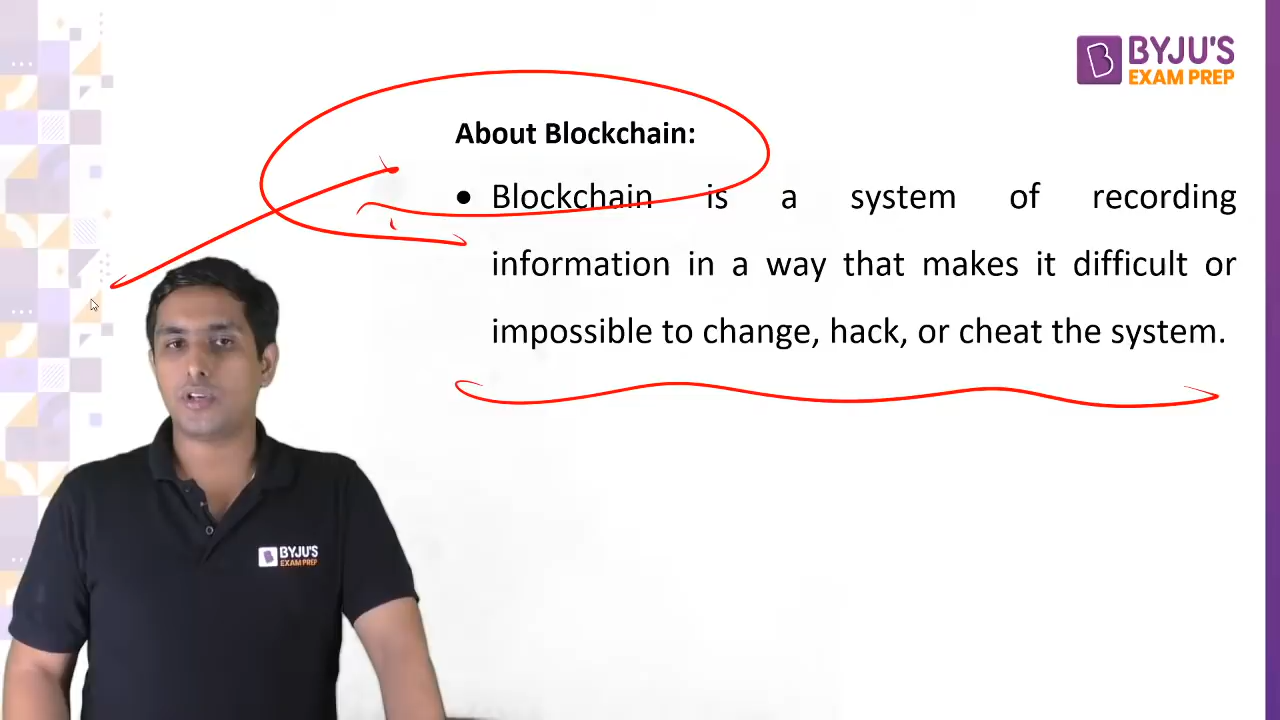 BYJU'S
EXAM PREP
About Blockchain:
• Blockchain is a system of recording
information in a way that makes it difficult or
impossible to change, hack, or cheat the system.
BYJU'S
EXAM PREP